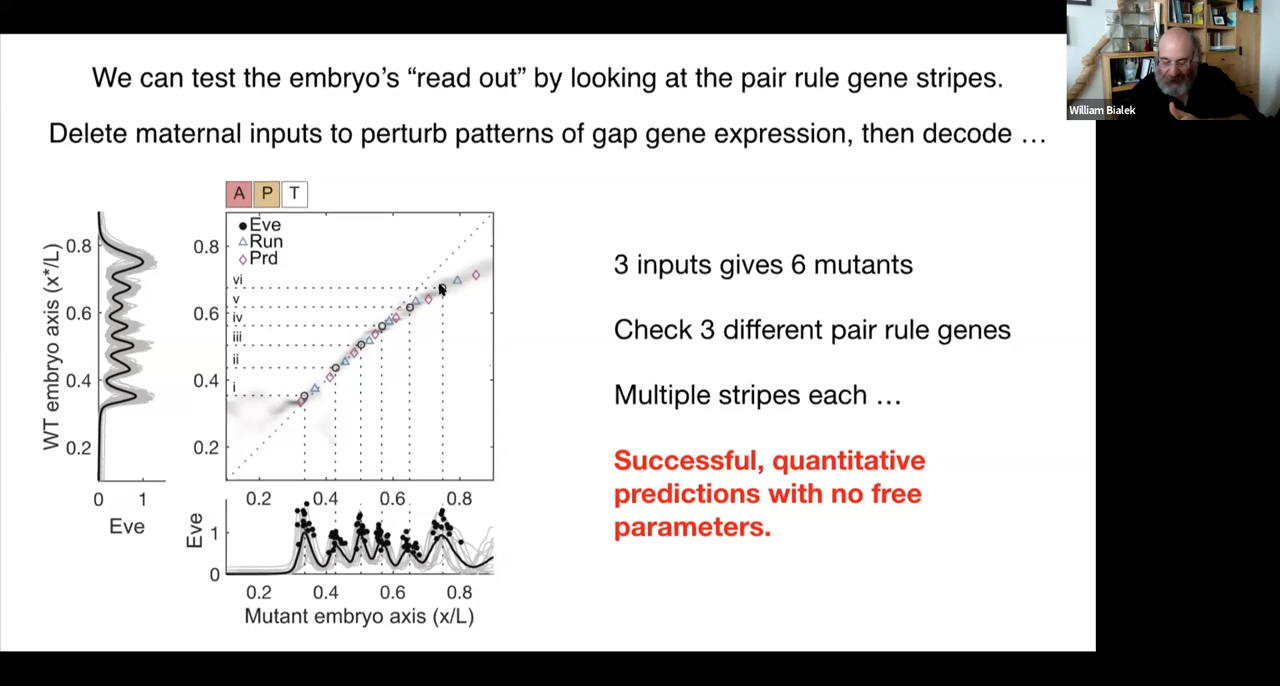 We can test the embryo’s “read out” by looking at the pair rule gene stripes.
Delete maternal inputs to perturb patterns of gap gene expression, then decode …
William Bialek
A P T
Eve
Run
Prd
WT embryo axis (x*/L)
0.8
0.6
0.4
0.2
0 1
Eve
0.8
0.6
0.4
0.2
vi
v
iv
iii
ii
i
0.2 0.4 0.6 0.8
Eve
1
0
0.2 0.4 0.6 0.8
Mutant embryo axis (x/L)
3 inputs gives 6 mutants
Check 3 different pair rule genes
Multiple stripes each …
Successful, quantitative
predictions with no free
parameters.